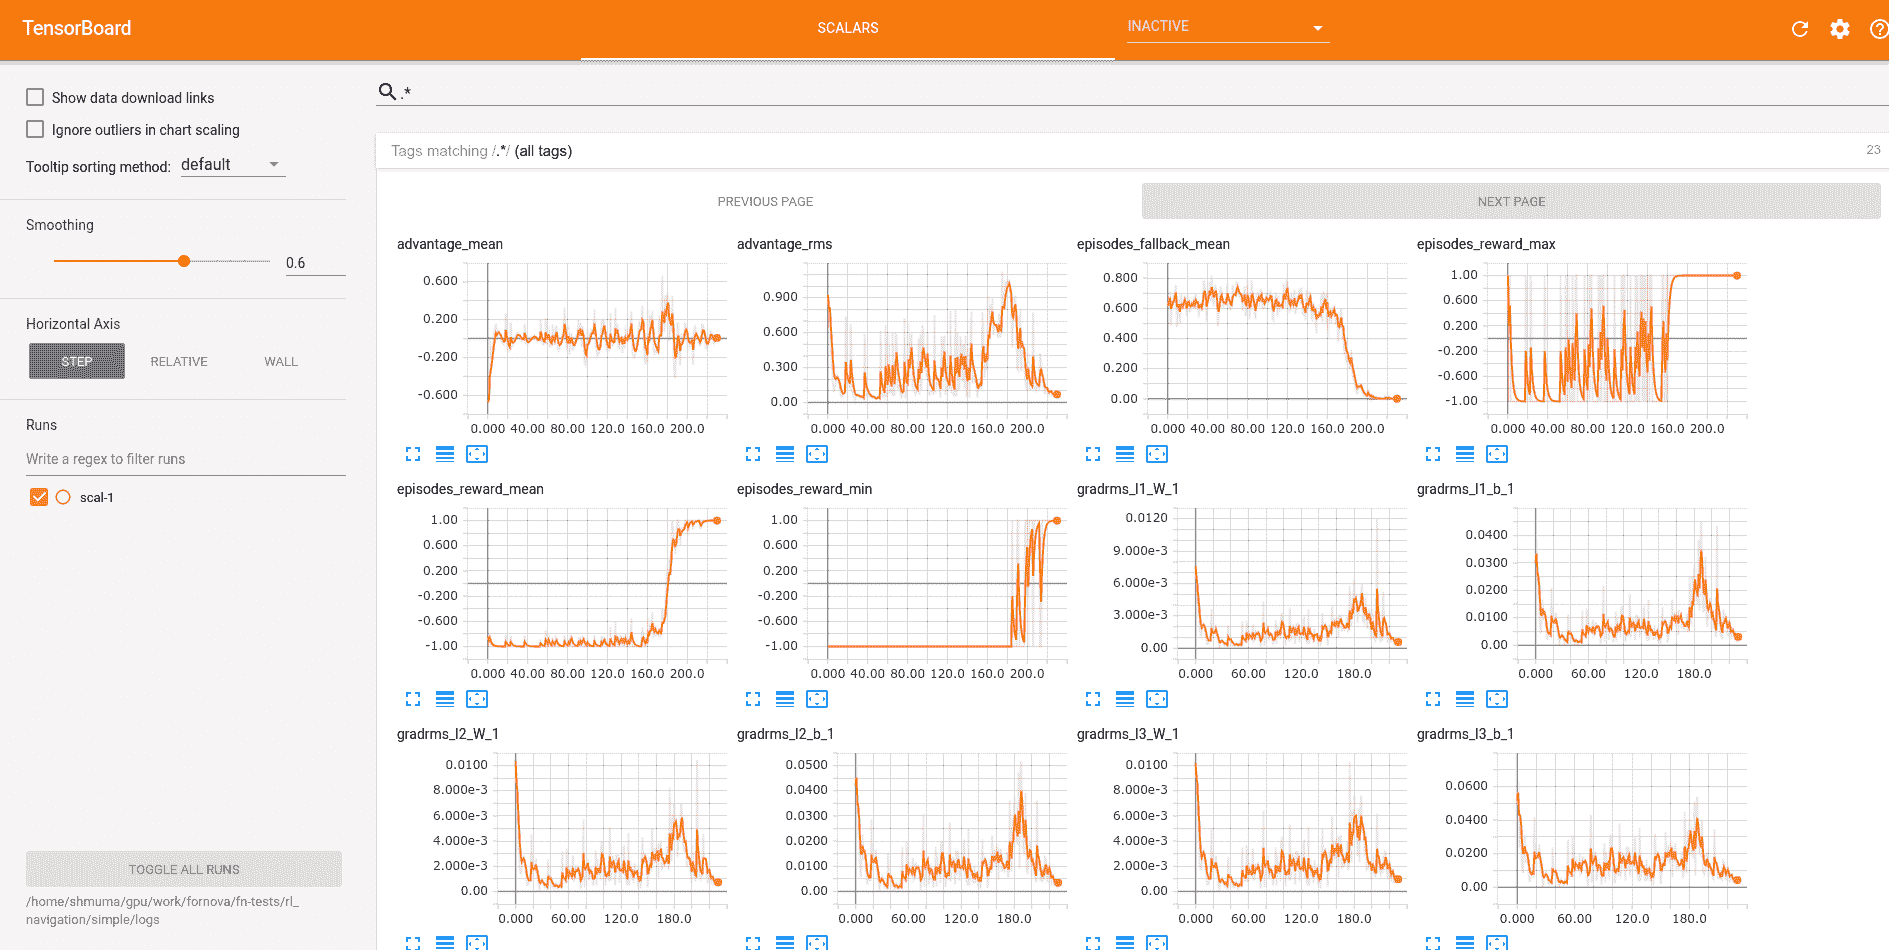 TensorBoard
SCALARS
INACTIVE
Show data download links
Ignore outliers in chart scaling
Tooltip sorting method: default
Smoothing
0.6
Horizontal Axis
STEP RELATIVE WALL
Runs
Write a regex to filter runs
scal-1
TOGGLE ALL RUNS
/home/shmuma/gpu/work/fornova/fn-tests/rl_
navigation/simple/logs
.*
Tags matching /.*/ (all tags)
23
PREVIOUS PAGE
NEXT PAGE
advantage_mean
0.600
0.200
-0.200
-0.600
0.000 40.00 80.00 120.0 160.0 200.0
advantage_rms
0.900
0.600
0.300
0.00
0.000 40.00 80.00 120.0 160.0 200.0
episodes_fallback_mean
0.800
0.600
0.400
0.200
0.00
0.000 40.00 80.00 120.0 160.0 200.0
episodes_reward_max
1.00
0.600
0.200
-0.200
-0.600
-1.00
0.000 40.00 80.00 120.0 160.0 200.0
episodes_reward_mean
1.00
0.600
0.200
-0.200
-0.600
-1.00
0.000 40.00 80.00 120.0 160.0 200.0
episodes_reward_min
1.00
0.600
0.200
-0.200
-0.600
-1.00
0.000 40.00 80.00 120.0 160.0 200.0
gradrms_l1_W_1
0.0120
9.000e-3
6.000e-3
3.000e-3
0.00
0.000 60.00 120.0 180.0
gradrms_l1_b_1
0.0400
0.0300
0.0200
0.0100
0.00
0.000 60.00 120.0 180.0
gradrms_l2_W_1
0.0100
8.000e-3
6.000e-3
4.000e-3
2.000e-3
0.00
0.000 60.00 120.0 180.0
gradrms_l2_b_1
0.0500
0.0400
0.0300
0.0200
0.0100
0.00
0.000 60.00 120.0 180.0
gradrms_l3_W_1
0.0100
8.000e-3
6.000e-3
4.000e-3
2.000e-3
0.00
0.000 60.00 120.0 180.0
gradrms_l3_b_1
0.0600
0.0400
0.0200
0.00
0.000 60.00 120.0 180.0